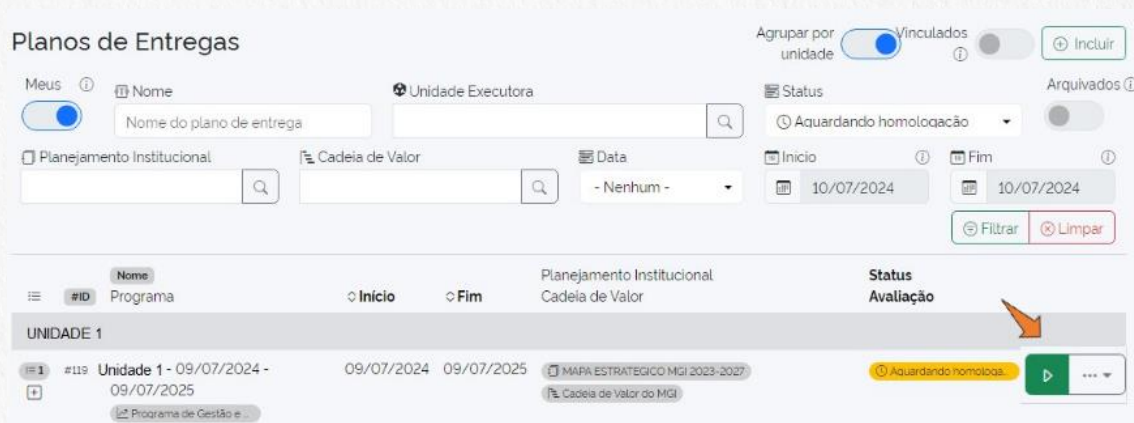 Planos de Entregas
Agrupar por unidade
Vinculados
Incluir
Meus
Nome
Unidade Executora
Status
Arquivados
Nome do plano de entrega
Aguardando homologação
Planejamento Institucional
Cadeia de Valor
Data
Início
Fim
- Nenhum -
10/07/2024
10/07/2024
Filtrar
Limpar
#ID
Nome
Programa
Início
Fim
Planejamento Institucional
Cadeia de Valor
Status
Avaliação
UNIDADE 1
1
#119
Unidade 1 - 09/07/2024 -
09/07/2025
09/07/2024
09/07/2025
MAPA ESTRATEGICO MGI 2023-2027
Cadeia de Valor do MGI
Aguardando homologa...
Programa de Gestão e ...